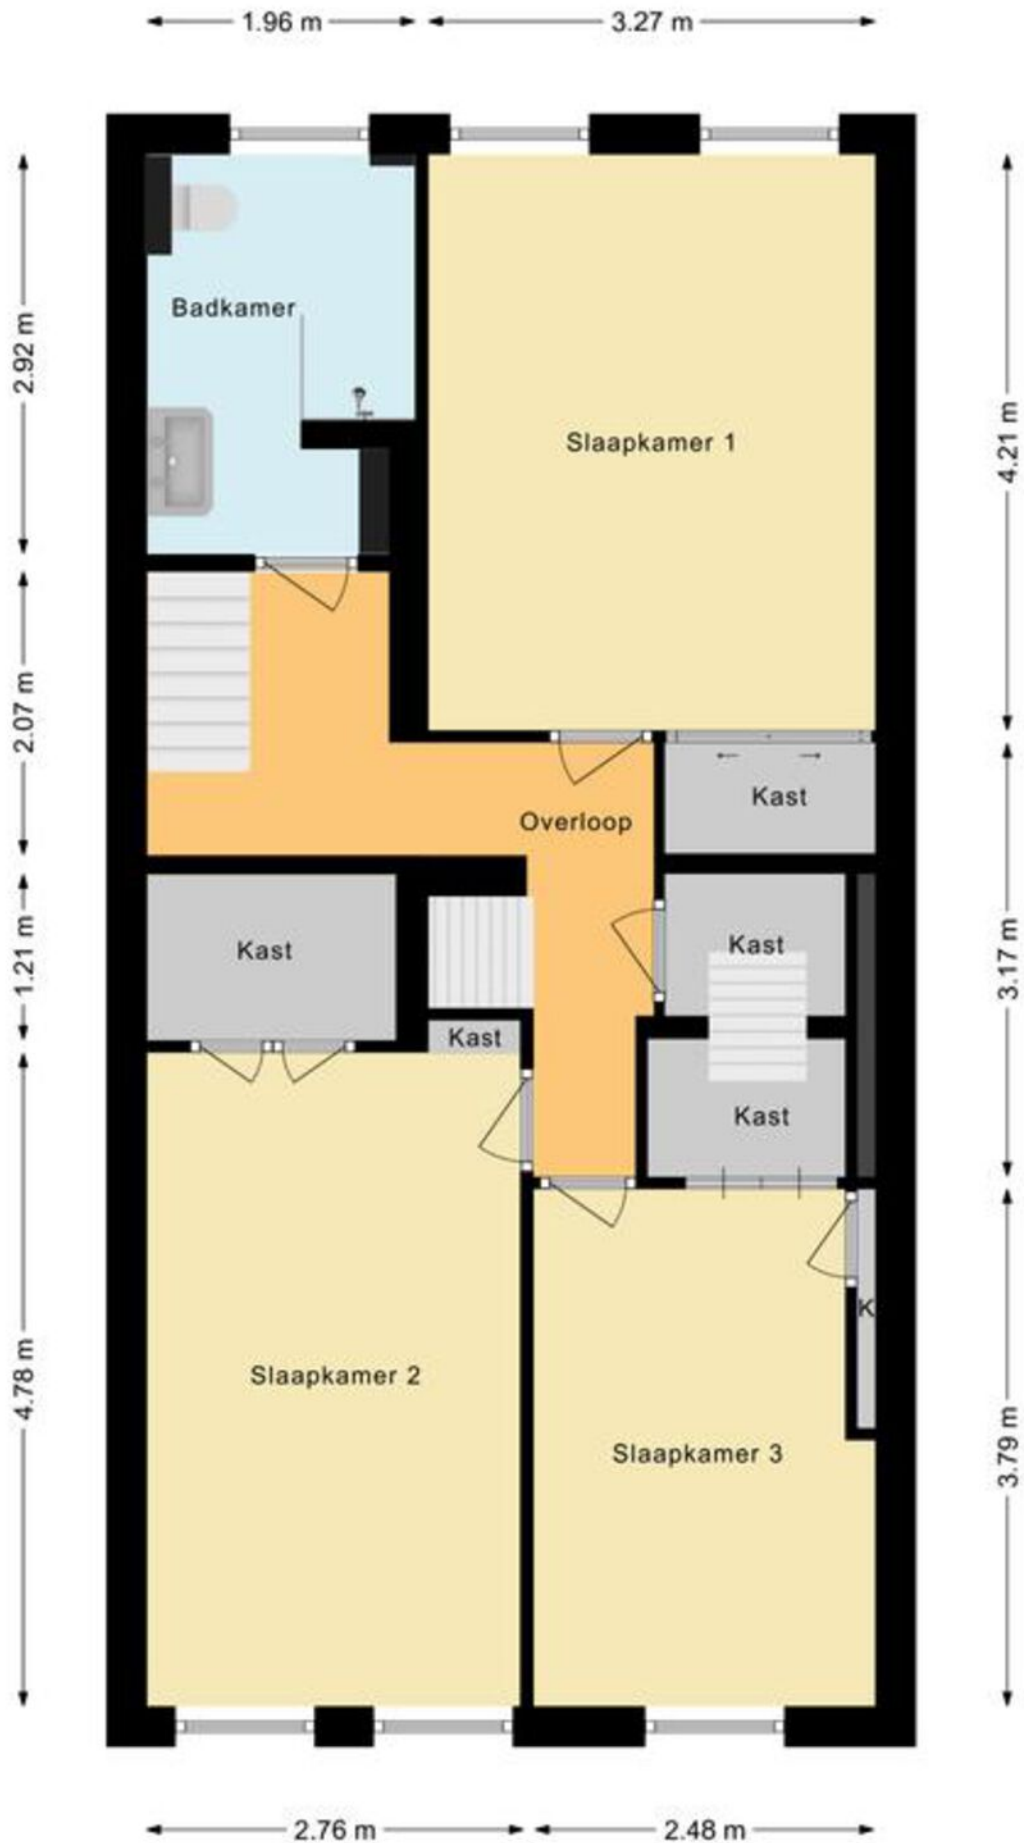 1.96 m
3.27 m
2.92 m
Badkamer
Slaapkamer 1
4.21 m
2.07 m
Kast
Overloop
1.21 m
Kast
Kast
3.17 m
Kast
Kast
K
4.78 m
Slaapkamer 2
Slaapkamer 3
3.79 m
2.76 m
2.48 m